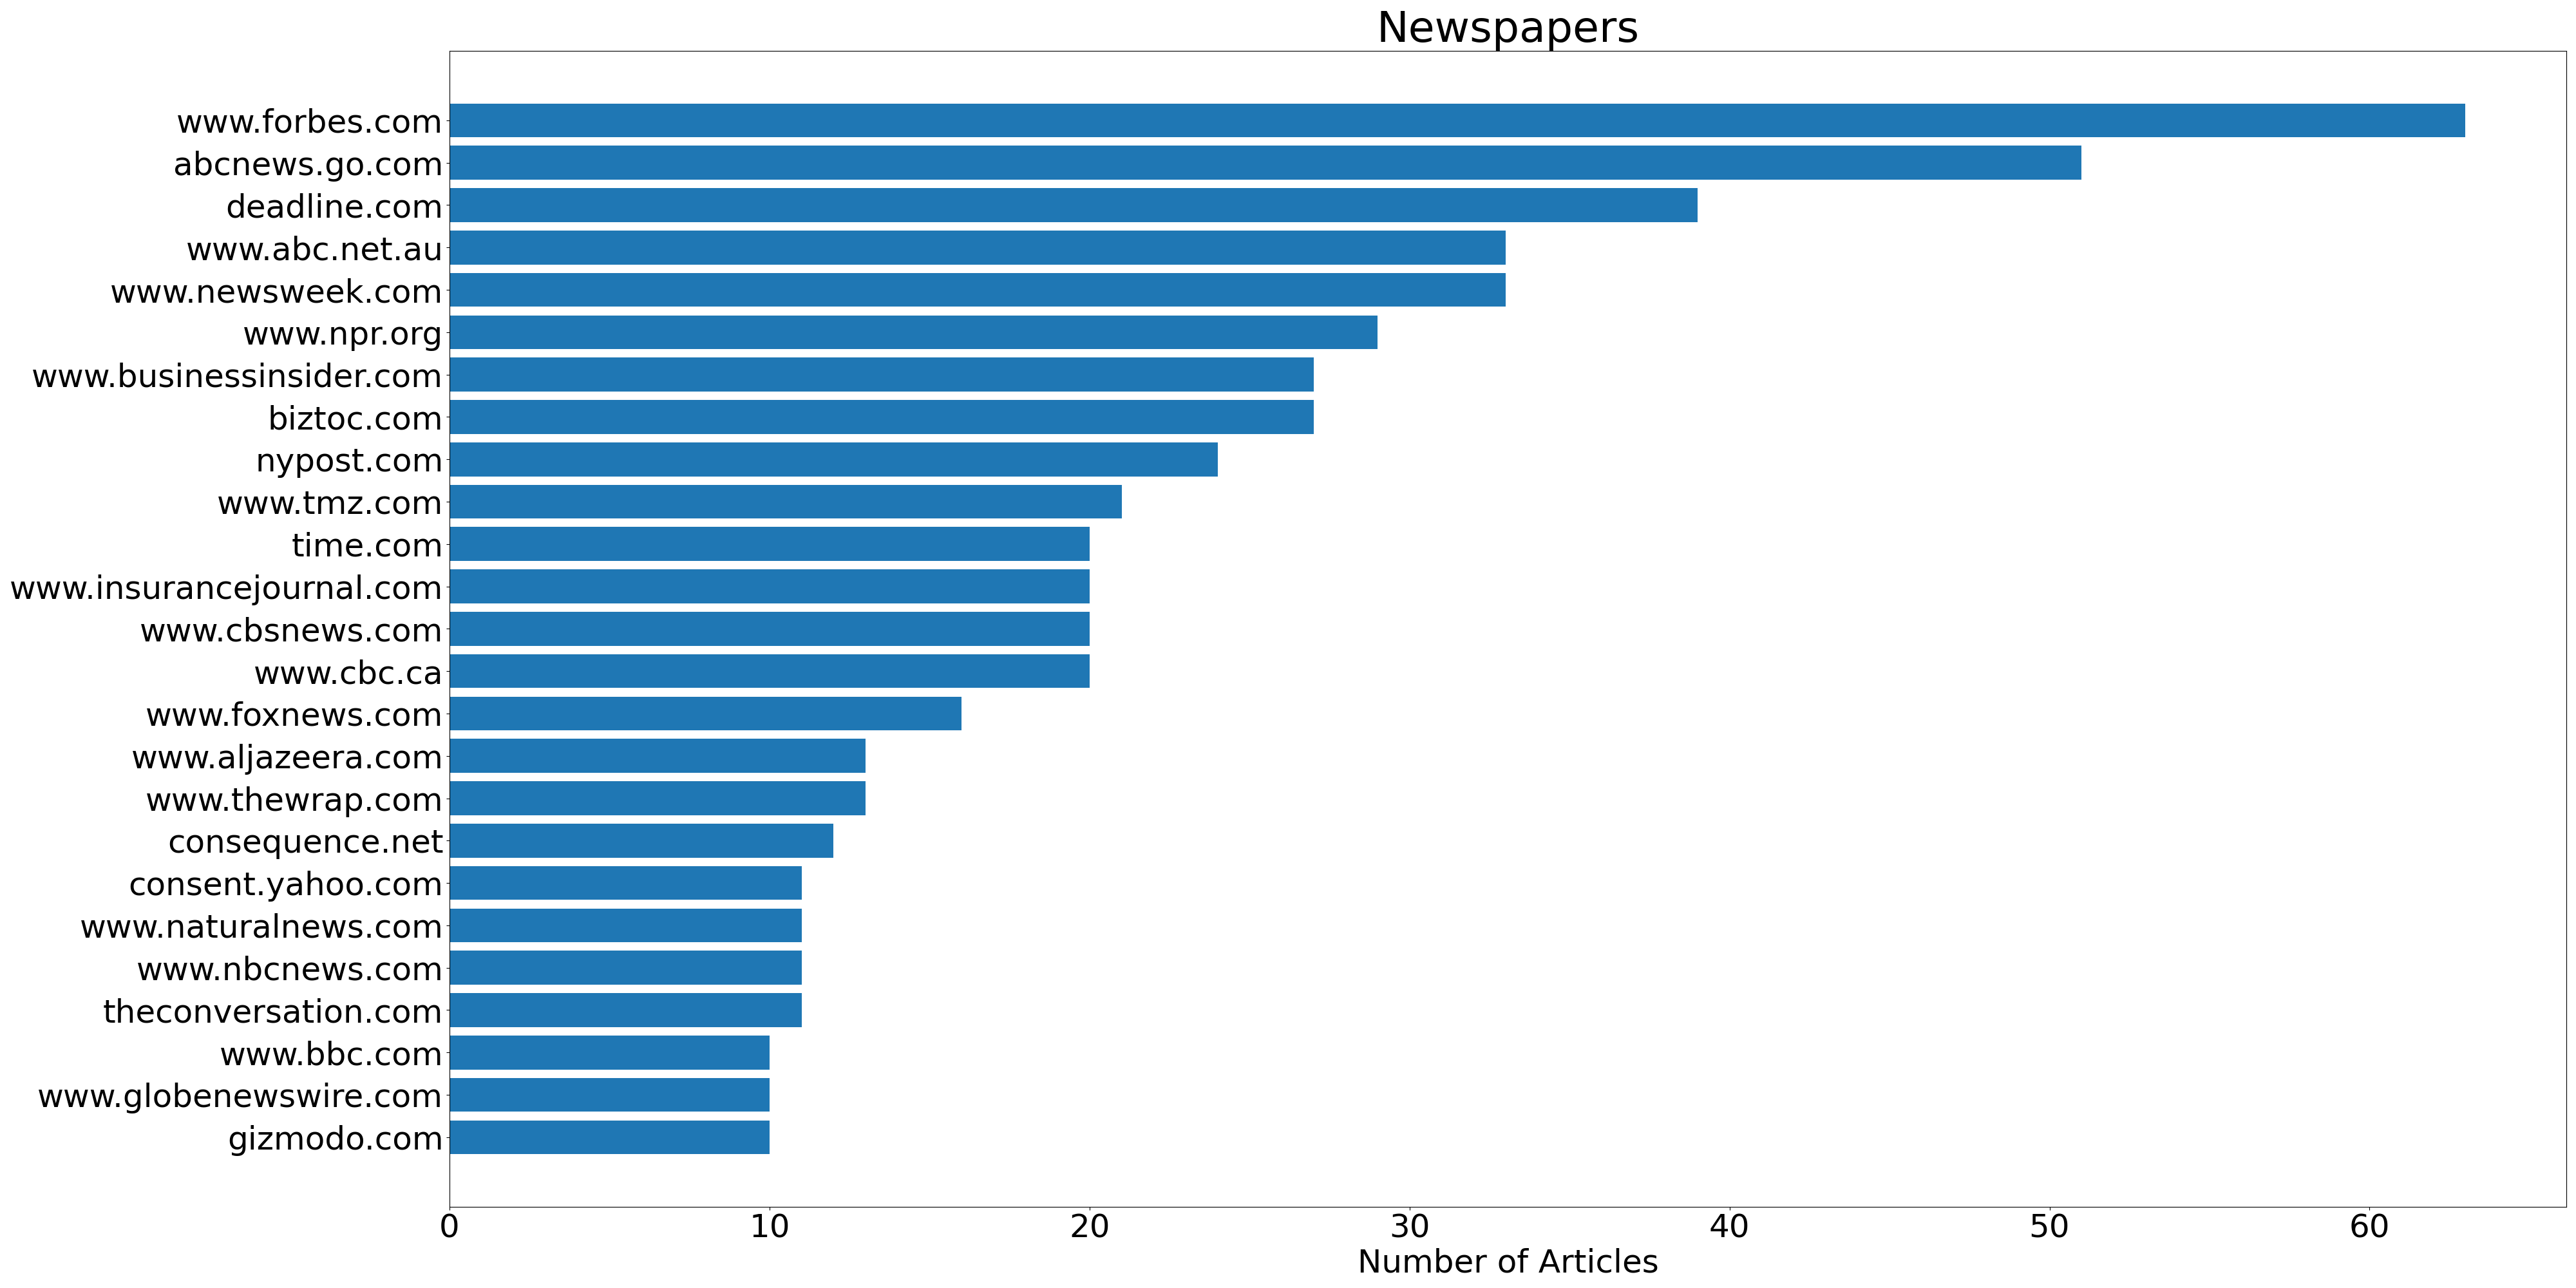 Newspapers
www.forbes.com
abcnews.go.com
deadline.com
www.abc.net.au
www.newsweek.com
www.npr.org
www.businessinsider.com
biztoc.com
nypost.com
www.tmz.com
time.com
www.insurancejournal.com
www.cbsnews.com
www.cbc.ca
www.foxnews.com
www.aljazeera.com
www.thewrap.com
consequence.net
consent.yahoo.com
www.naturalnews.com
www.nbcnews.com
theconversation.com
www.bbc.com
www.globenewswire.com
gizmodo.com
0 10 20 30 40 50 60
Number of Articles